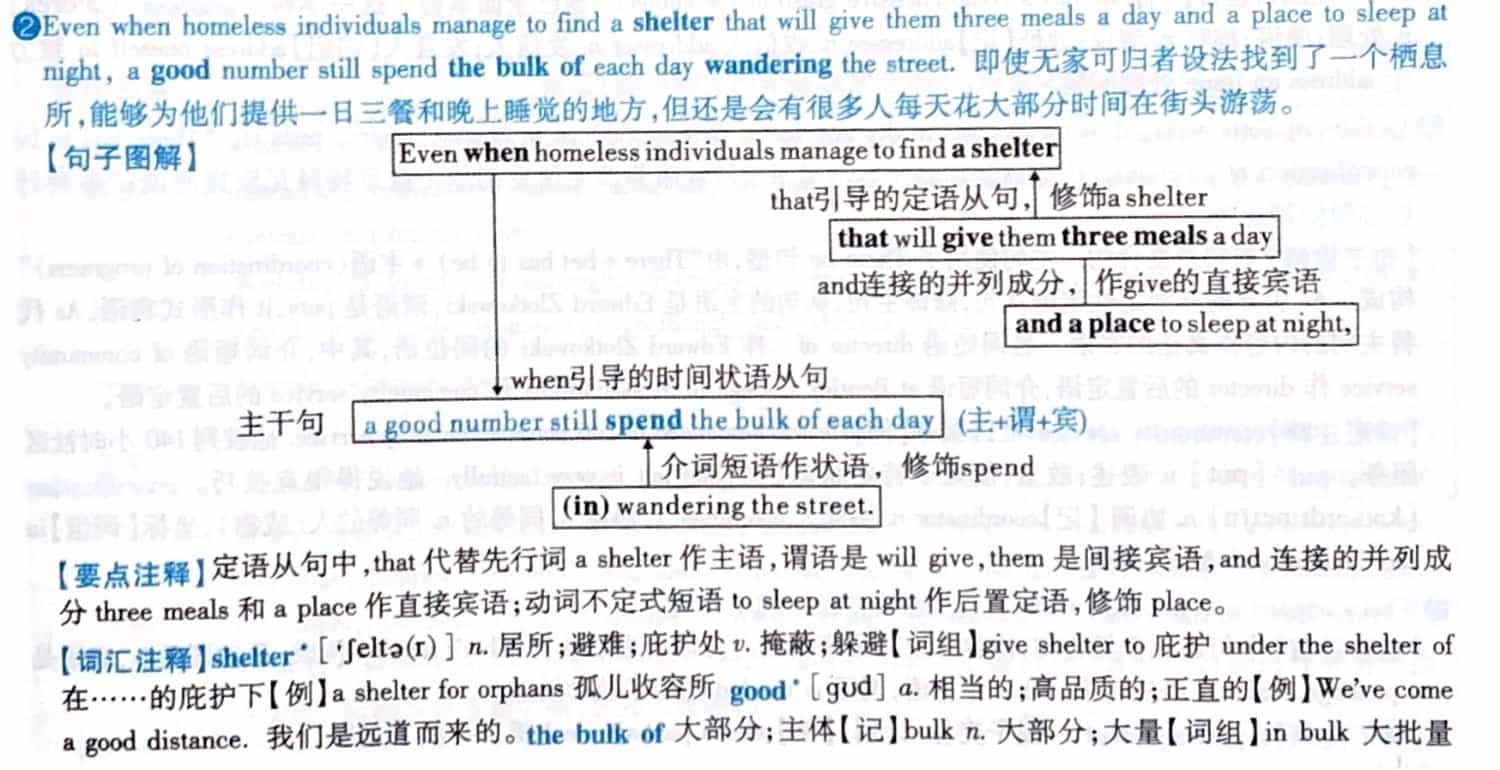 ❷Even when homeless individuals manage to find a shelter that will give them three meals a day and a place to sleep at
night, a good number still spend the bulk of each day wandering the street. 即使无家可归者设法找到了一个栖息
所,能够为他们提供一日三餐和晚上睡觉的地方,但还是会有很多人每天花大部分时间在街头游荡。
【句子图解】
Even when homeless individuals manage to find a shelter
that引导的定语从句, 修饰a shelter
that will give them three meals a day
and连接的并列成分, 作give的直接宾语
and a place to sleep at night,
when引导的时间状语从句
主干句 a good number still spend the bulk of each day (主+谓+宾)
介词短语作状语, 修饰spend
(in) wandering the street.
【要点注释】定语从句中,that 代替先行词 a shelter 作主语,谓语是 will give,them 是间接宾语,and 连接的并列成
分 three meals 和 a place 作直接宾语;动词不定式短语 to sleep at night 作后置定语,修饰 place。
【词汇注释】shelter* [ˈʃeltə(r)] n.居所;避难;庇护处 v. 掩蔽;躲避【词组】give shelter to 庇护 under the shelter of
在……的庇护下【例】a shelter for orphans 孤儿收容所 good* [gʊd] a. 相当的;高品质的;正直的【例】We've come
a good distance. 我们是远道而来的。the bulk of 大部分;主体【记】bulk n. 大部分;大量【词组】in bulk 大批量